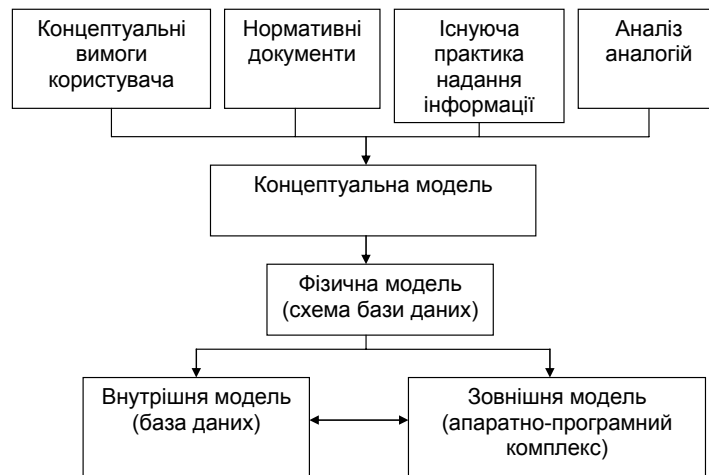 Концептуальні
вимоги
користувача
Нормативні
документи
Існуюча
практика
надання
інформації
Аналіз
аналогій
Концептуальна модель
Фізична модель
(схема бази даних)
Внутрішня модель
(база даних)
Зовнішня модель
(апаратно-програмний
комплекс)